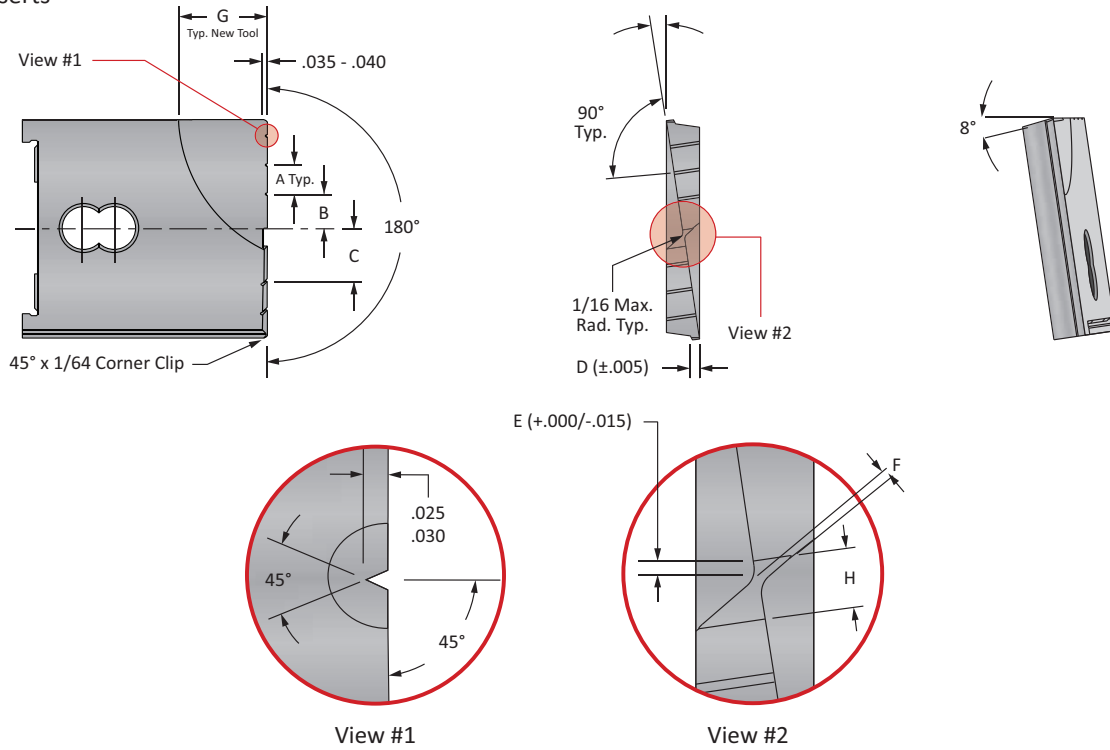 G
Typ. New Tool
View #1
.035 - .040
A Typ.
B
C
180°
45° x 1/64 Corner Clip
90°
Typ.
1/16 Max.
Rad. Typ.
View #2
D (±.005)
8°
E (+.000/-.015)
.025
.030
45°
45°
View #1
F
H
View #2